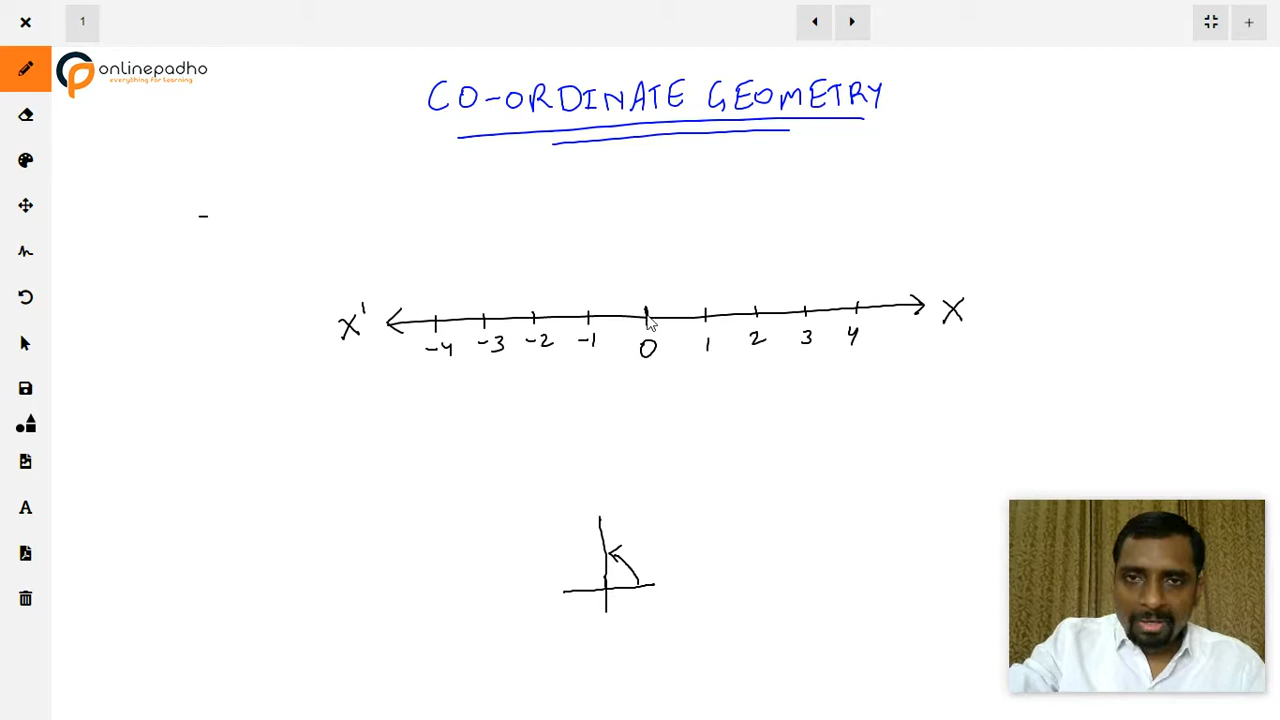 1
onlinepadho
everything for learning
CO-ORDINATE GEOMETRY
X' X
-4 -3 -2 -1 0 1 2 3 4
A